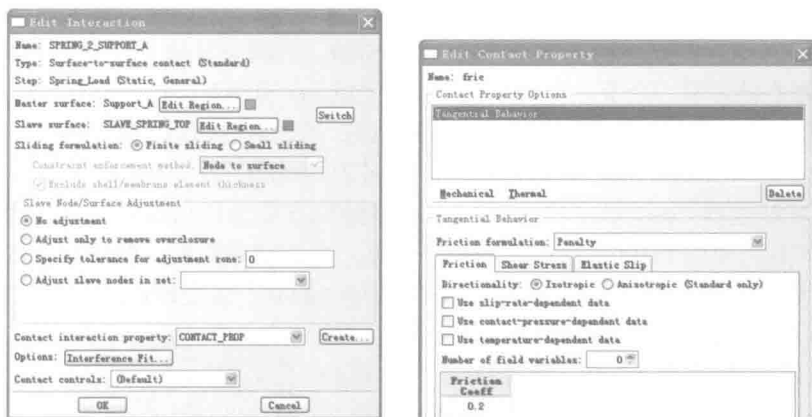 Edit Interaction
Name: SPRING_2_SUPPORT_A
Type: Surface-to-surface contact (Standard)
Step: Spring_Load (Static, General)
Master surface: Support_A Edit Region...
Switch
Slave surface: SLAVE_SPRING_TOP Edit Region...
Sliding formulation: Finite sliding Small sliding
Constraint enforcement method: Node to surface
Exclude shell/membrane element thickness
Slave Node/Surface Adjustment
No adjustment
Adjust only to remove overclosure
Specify tolerance for adjustment zone: 0
Adjust slave nodes in set:
Contact interaction property: CONTACT_PROP Create...
Options: Interference Fit...
Contact controls: (Default)
OK Cancel
Edit Contact Property
Name: fric
Contact Property Options
Tangential Behavior
Mechanical Thermal Delete
Tangential Behavior
Friction formulation: Penalty
Friction Shear Stress Elastic Slip
Directionality: Isotropic Anisotropic (Standard only)
Use slip-rate-dependent data
Use contact-pressure-dependent data
Use temperature-dependent data
Number of field variables: 0
Friction
Coeff
0.2